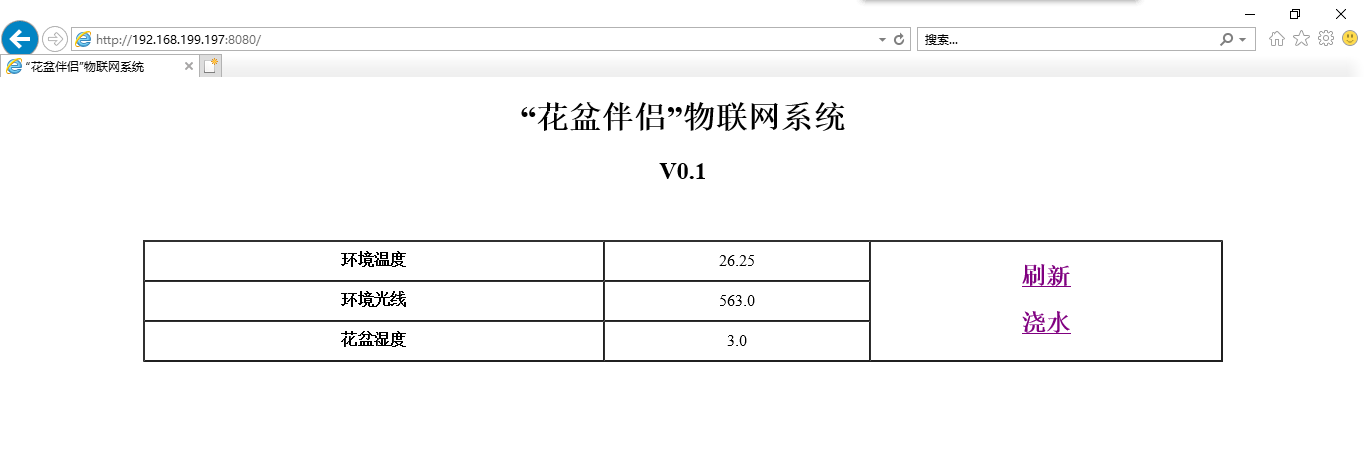 http://192.168.199.197:8080/
搜索...
“花盆伴侣”物联网系统
“花盆伴侣”物联网系统
V0.1
环境温度 26.25
刷新
环境光线 563.0
浇水
花盆湿度 3.0